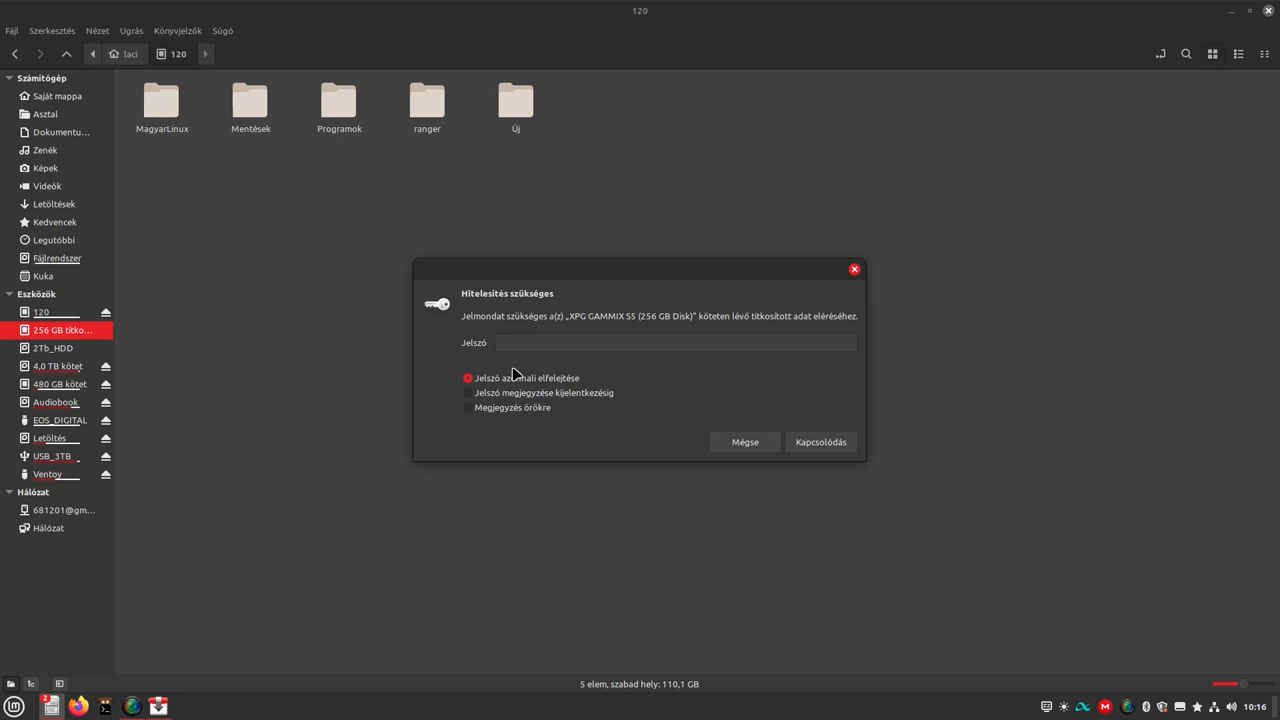 120
Fájl Szerkesztés Nézet Ugrás Könyvjelzők Súgó
laci 120
Számítógép
Saját mappa
Asztal
Dokumentu...
Zenék
Képek
Videók
Letöltések
Kedvencek
Legutóbbi
Fájlrendszer
Kuka
Eszközök
120
256 GB titko...
2Tb_HDD
4,0 TB kötet
480 GB kötet
Audiobook
EOS_DIGITAL
Letöltés
USB_3TB
Ventoy
Hálózat
681201@gm...
Hálózat
MagyarLinux Mentések Programok ranger Új
Hitelesítés szükséges
Jelmondat szükséges a(z) „XPG GAMMIX S5 (256 GB Disk)” köteten lévő titkosított adat eléréséhez.
Jelszó
Jelszó azonnali elfelejtése
Jelszó megjegyzése kijelentkezésig
Megjegyzés örökre
Mégse Kapcsolódás
5 elem, szabad hely: 110,1 GB
2
10:16